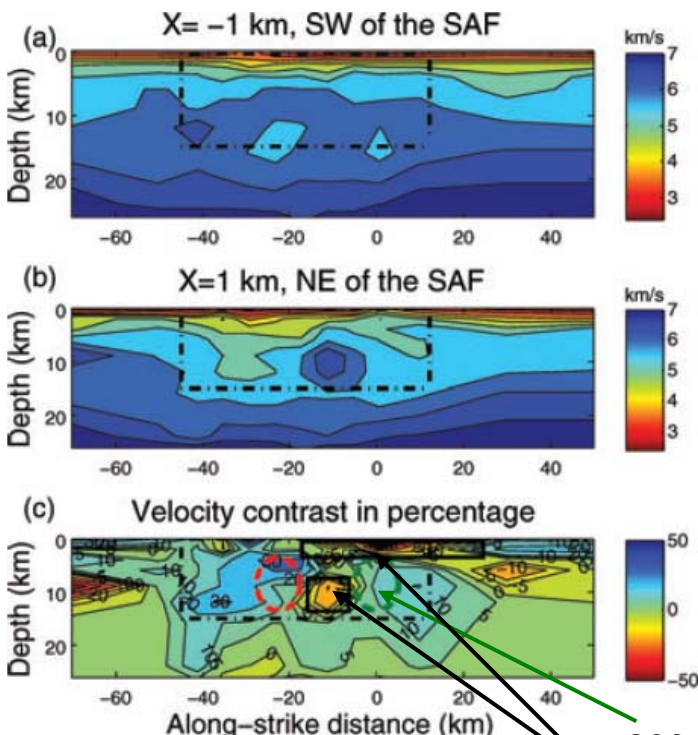 (a) X= −1 km, SW of the SAF
km/s
0
10
20
Depth (km)
7
6
5
4
3
−60 −40 −20 0 20 40
(b) X=1 km, NE of the SAF
km/s
0
10
20
Depth (km)
7
6
5
4
3
−60 −40 −20 0 20 40
(c) Velocity contrast in percentage
0
10
20
Depth (km)
50
0
−50
−60 −40 −20 0 20 40
Along−strike distance (km)